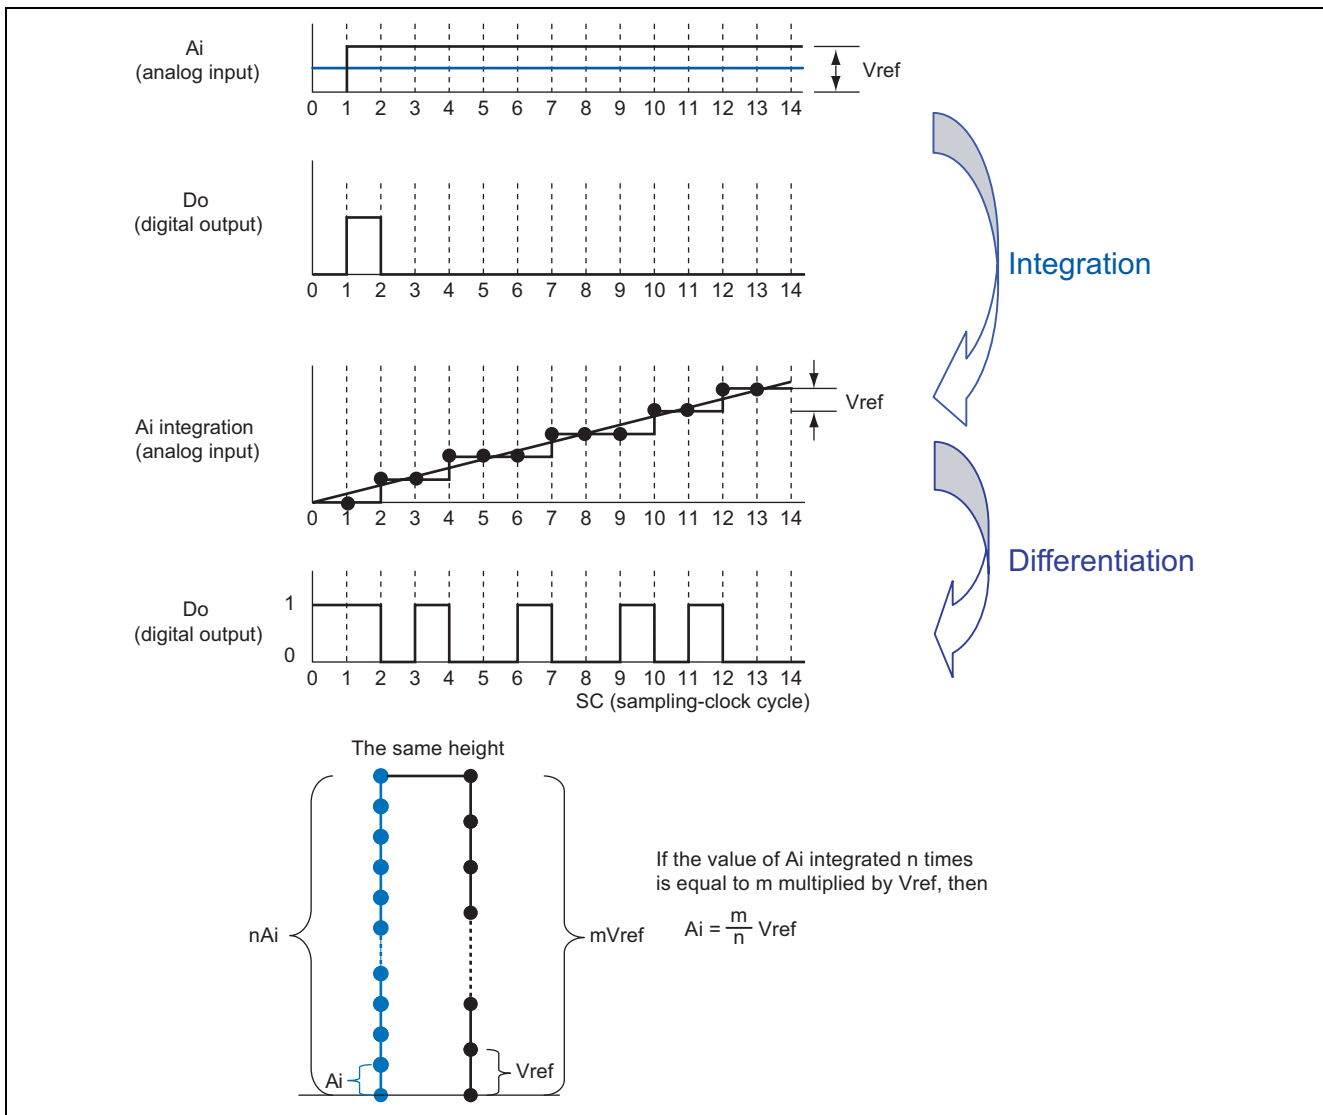 Ai
(analog input)
Vref
0 1 2 3 4 5 6 7 8 9 10 11 12 13 14
Do
(digital output)
0 1 2 3 4 5 6 7 8 9 10 11 12 13 14
Integration
Ai integration
(analog input)
Vref
0 1 2 3 4 5 6 7 8 9 10 11 12 13 14
Differentiation
Do
(digital output)
1
0
0 1 2 3 4 5 6 7 8 9 10 11 12 13 14
SC (sampling-clock cycle)
The same height
nAi
mVref
Ai
Vref
If the value of Ai integrated n times
is equal to m multiplied by Vref, then
Ai = m/n Vref